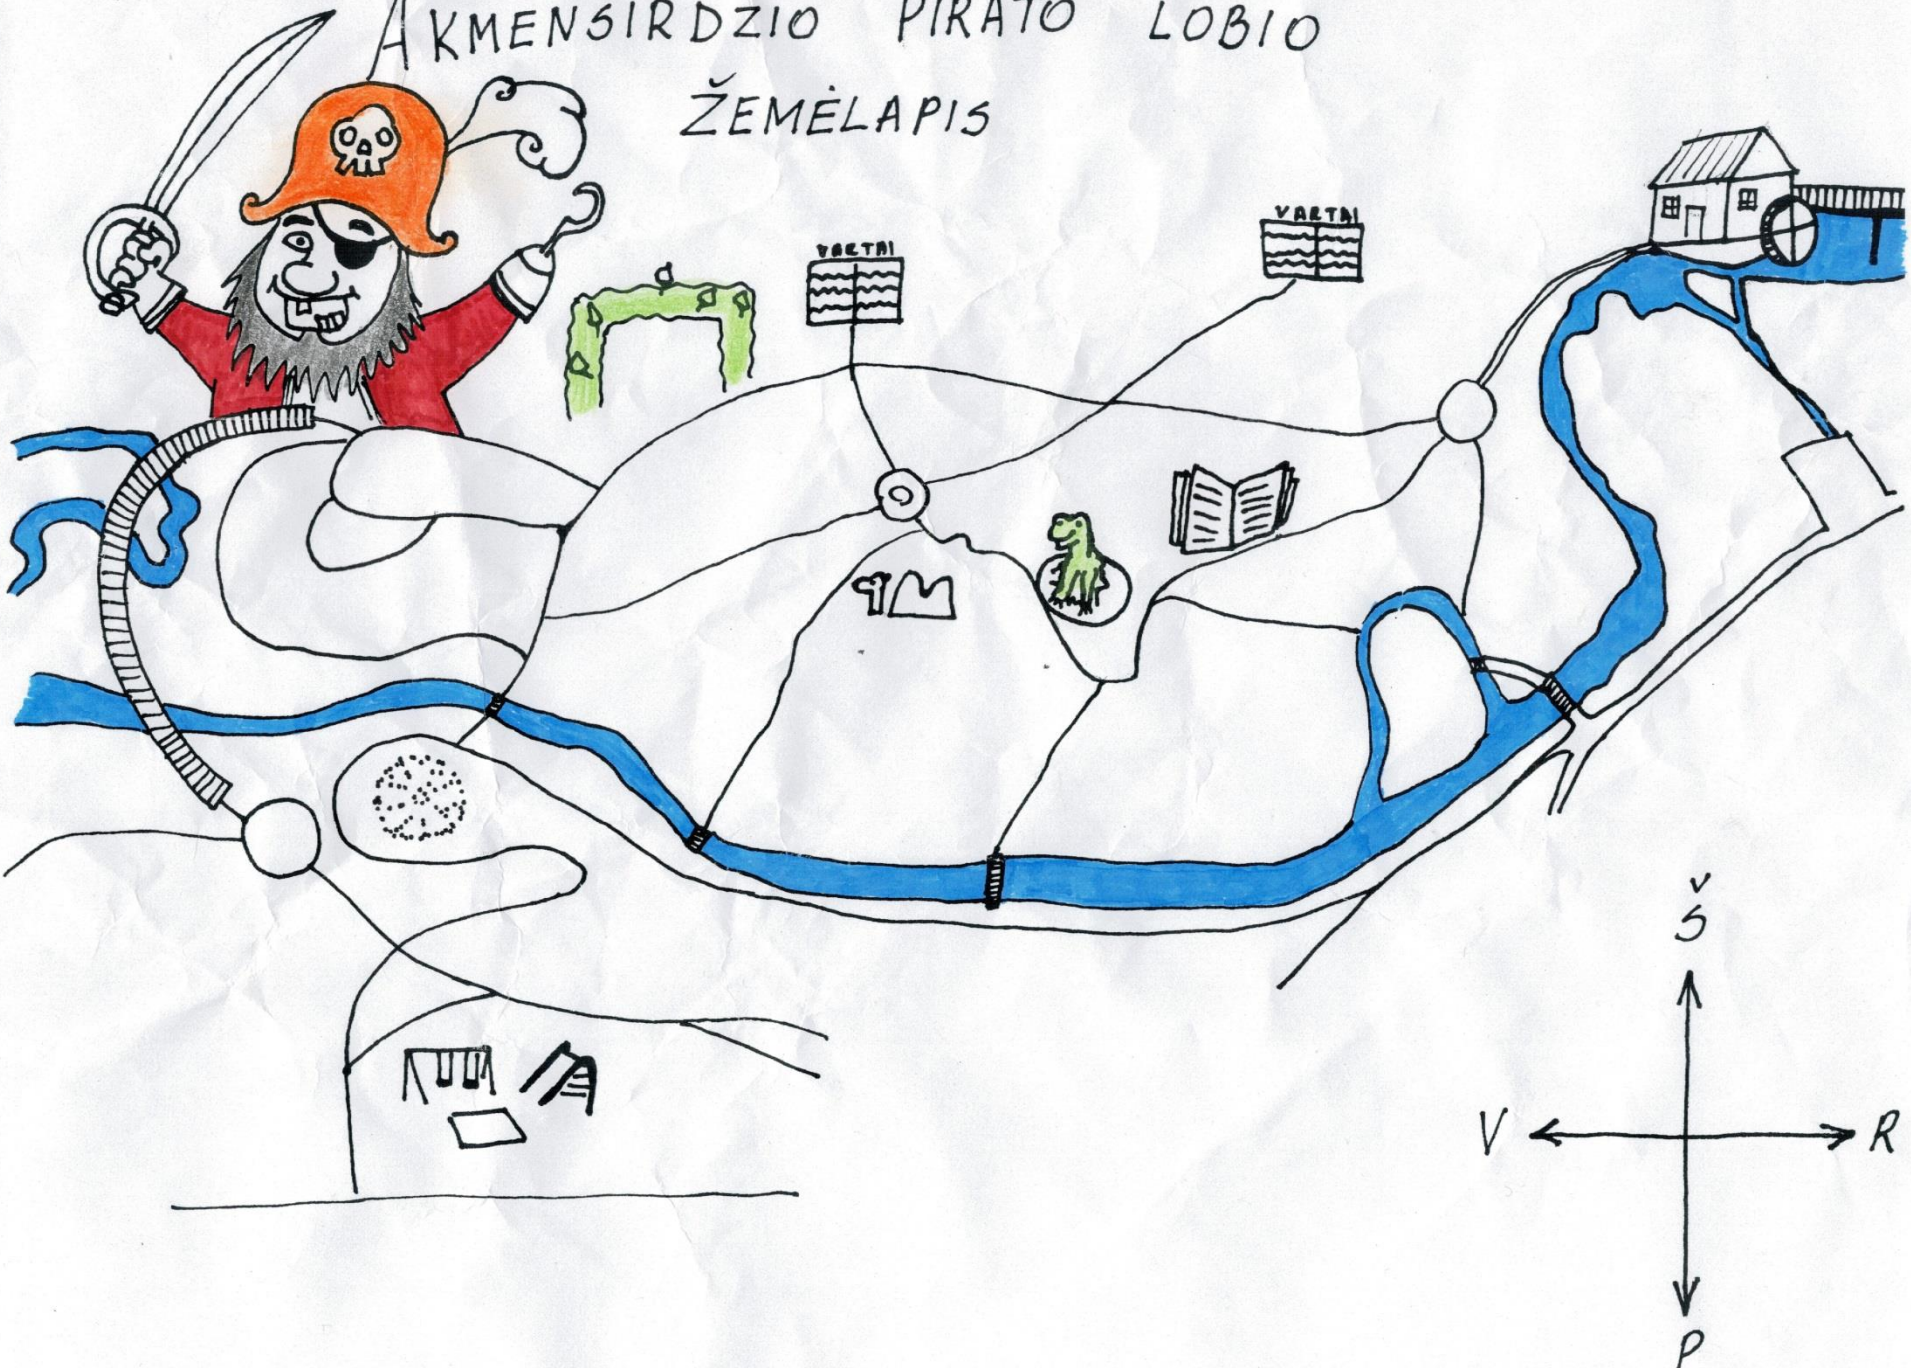 AKMENSIRDZIO PIRATO LOBIO
ŽEMĖLAPIS
VARTAI
VARTAI
Š
V R
P